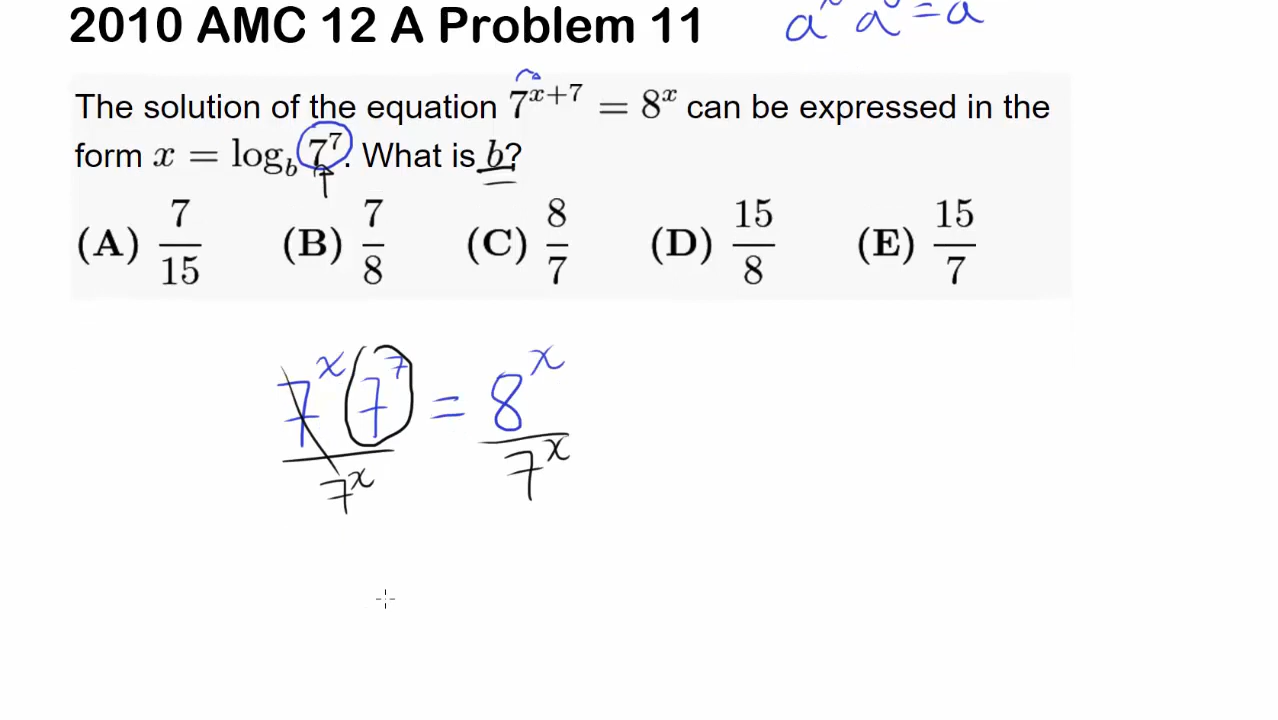 2010 AMC 12 A Problem 11 a a = a
The solution of the equation 7^{x+7} = 8^x can be expressed in the
form x = log_b 7^7. What is b?
(A) 7/15 (B) 7/8 (C) 8/7 (D) 15/8 (E) 15/7
7^x (7^7 = 8^x
7^x 7^x